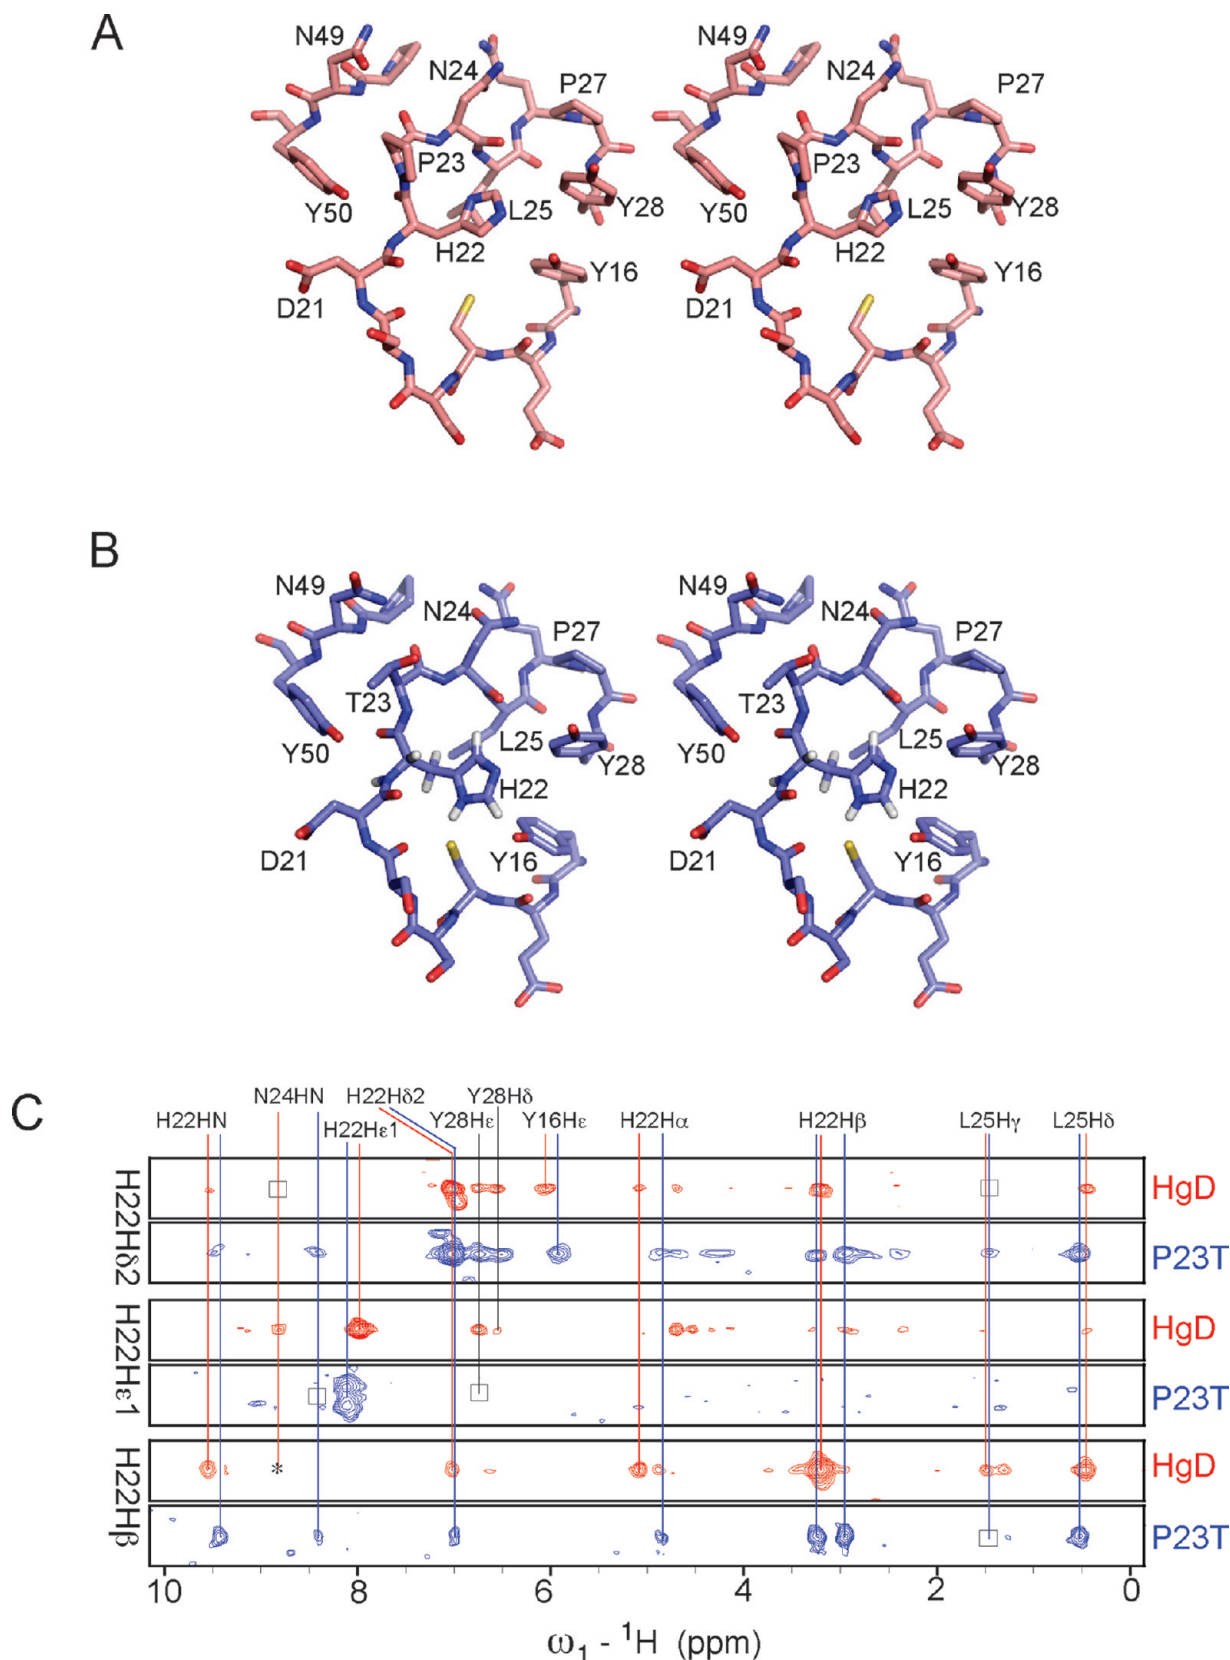 A
N49
N24
P27
P23
Y50
L25
Y28
H22
D21
Y16
N49
N24
P27
P23
Y50
L25
Y28
H22
D21
Y16
B
N49
N24
P27
T23
Y50
L25
Y28
H22
D21
Y16
N49
N24
P27
T23
Y50
L25
Y28
H22
D21
Y16
C
N24HN H22Hδ2 Y28Hδ
H22HN H22Hε1 Y28Hε Y16Hε H22Hα H22Hβ L25Hγ L25Hδ
H22Hδ2
HgD
P23T
H22Hε1
HgD
P23T
H22Hβ
*
HgD
P23T
10 8 6 4 2 0
ω₁ - ¹H (ppm)